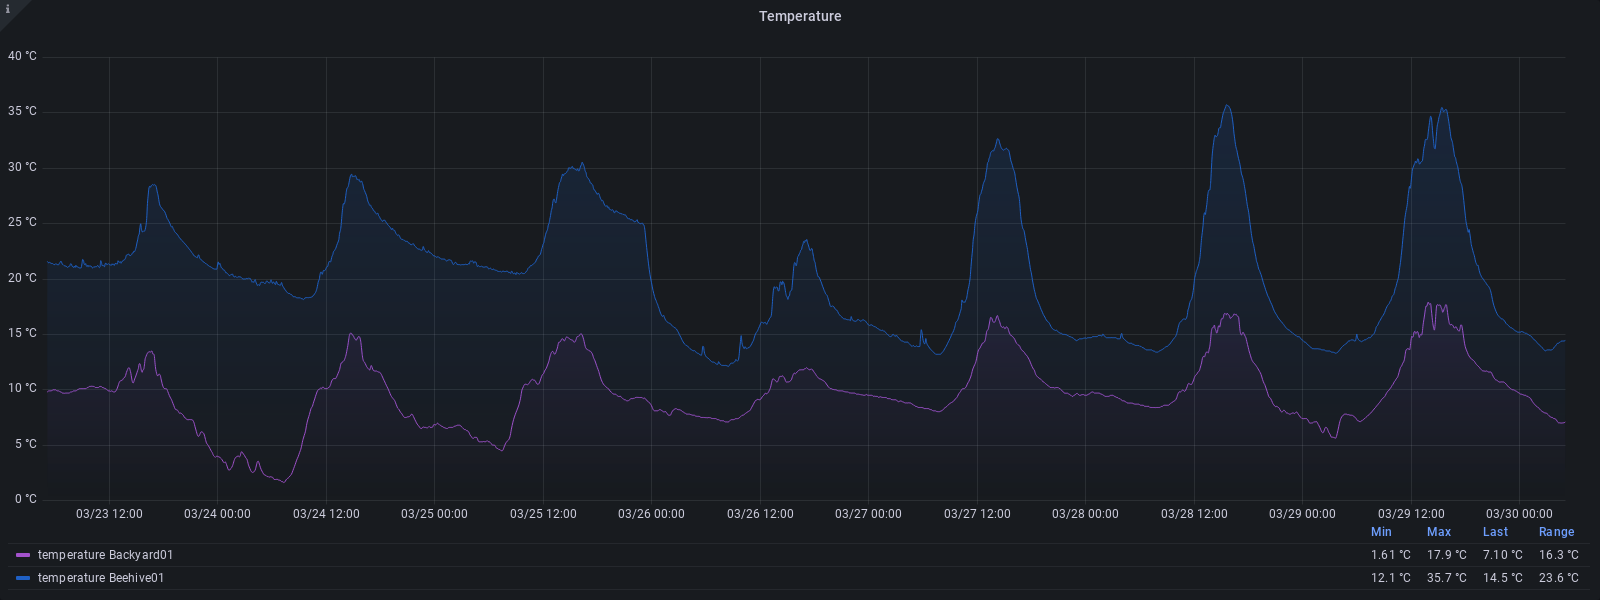 i
Temperature
40 °C
35 °C
30 °C
25 °C
20 °C
15 °C
10 °C
5 °C
0 °C
03/23 12:00 03/24 00:00 03/24 12:00 03/25 00:00 03/25 12:00 03/26 00:00 03/26 12:00 03/27 00:00 03/27 12:00 03/28 00:00 03/28 12:00 03/29 00:00 03/29 12:00 03/30 00:00
Min Max Last Range
temperature Backyard01 1.61 °C 17.9 °C 7.10 °C 16.3 °C
temperature Beehive01 12.1 °C 35.7 °C 14.5 °C 23.6 °C